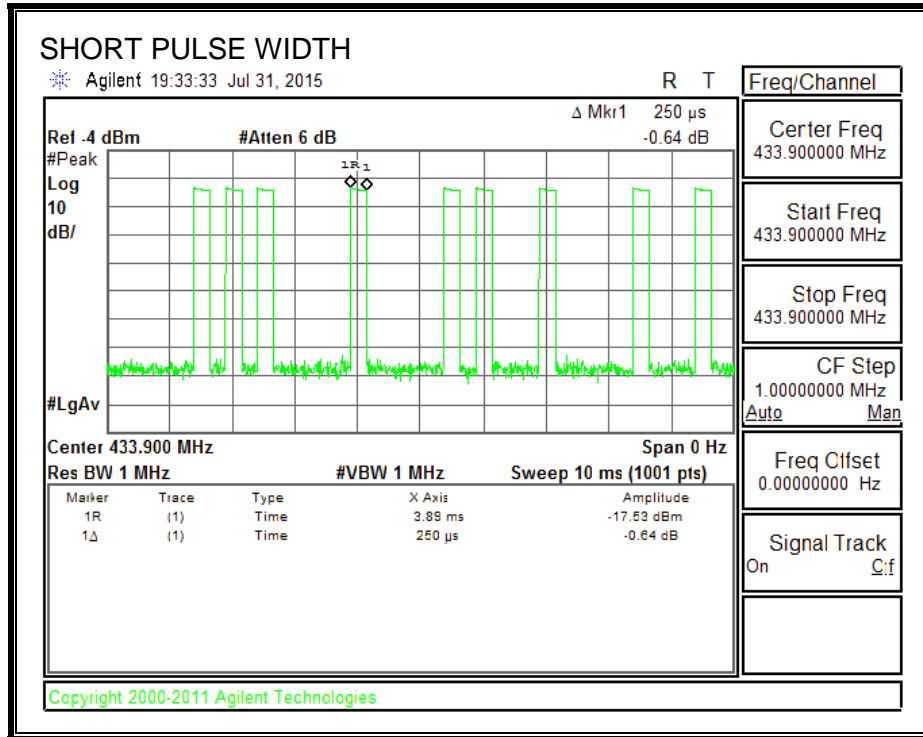 SHORT PULSE WIDTH
Agilent 19:33:33 Jul 31, 2015 R T
Freq/Channel
Δ Mkr1 250 µs
Ref -4 dBm #Atten 6 dB -0.64 dB
#Peak
Log
10
dB/
1R 1
#LgAv
Center 433.900 MHz Span 0 Hz
Res BW 1 MHz #VBW 1 MHz Sweep 10 ms (1001 pts)
Marker Trace Type X Axis Amplitude
1R (1) Time 3.89 ms -17.53 dBm
1Δ (1) Time 250 µs -0.64 dB
Center Freq
433.900000 MHz
Start Freq
433.900000 MHz
Stop Freq
433.900000 MHz
CF Step
1.00000000 MHz
Auto Man
Freq Offset
0.00000000 Hz
Signal Track
On Off
Copyright 2000-2011 Agilent Technologies